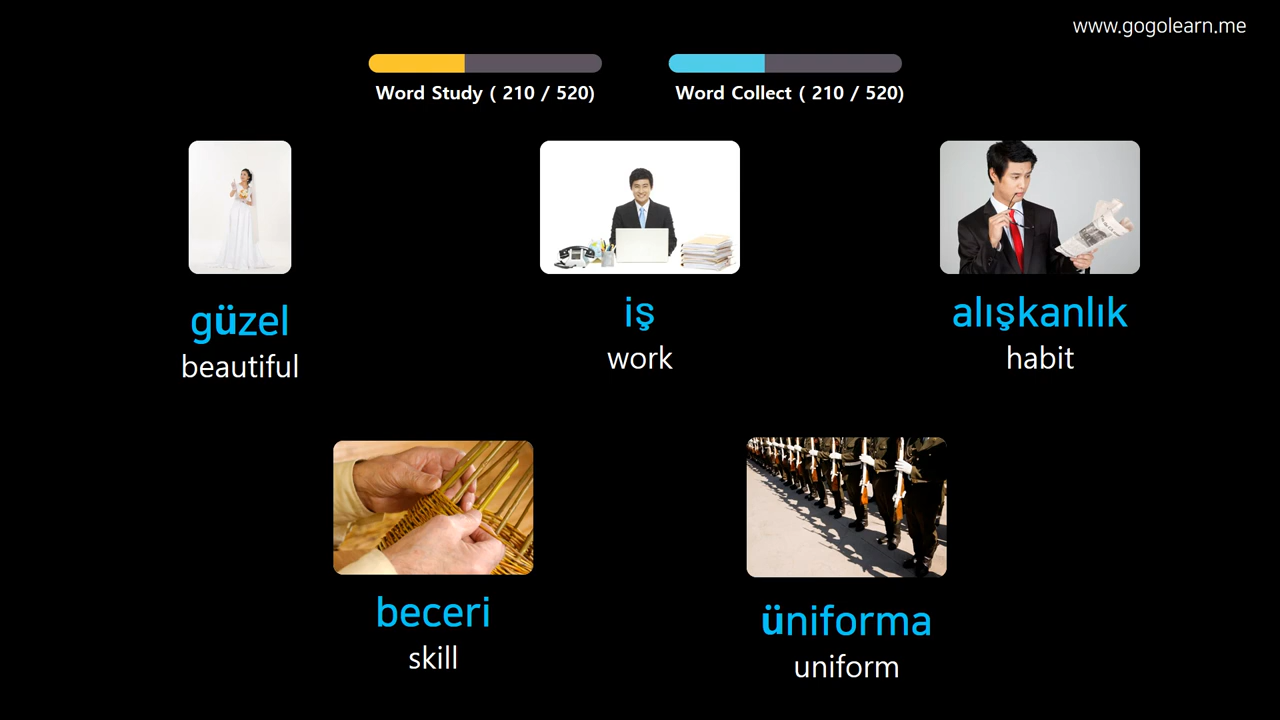 www.gogolearn.me
Word Study ( 210 / 520)
Word Collect ( 210 / 520)
güzel
beautiful
iş
work
alışkanlık
habit
beceri
skill
üniforma
uniform